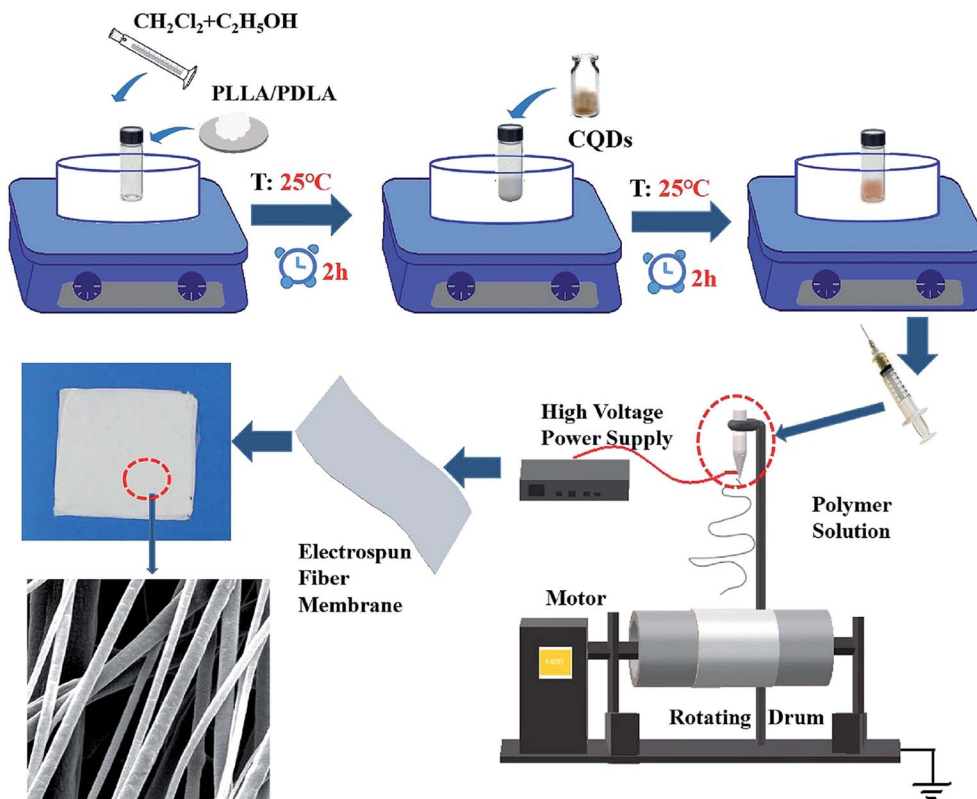 CH₂Cl₂+C₂H₅OH
PLLA/PDLA
CQDs
T: 25°C
2h
T: 25°C
2h
High Voltage
Power Supply
Polymer
Solution
Electrospun
Fiber
Membrane
Motor
Rotating Drum